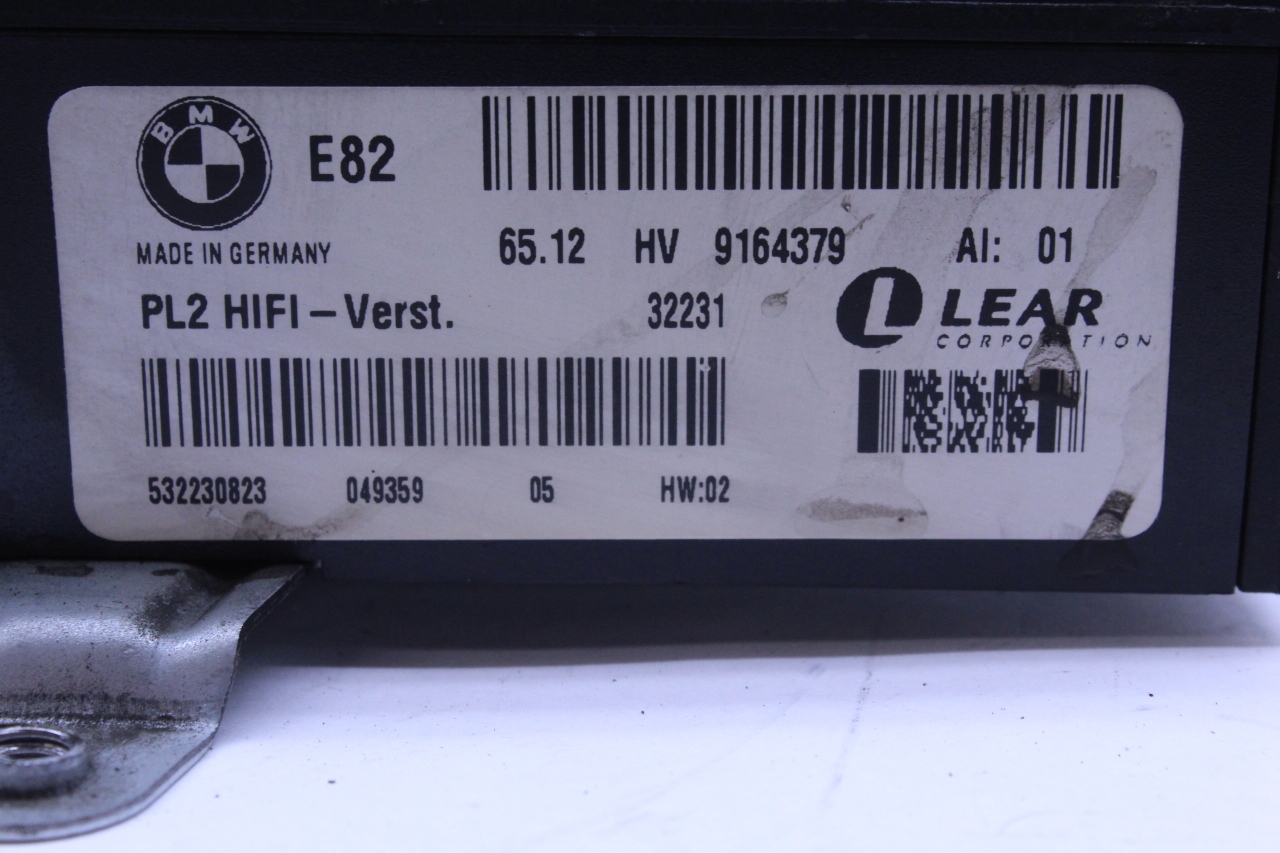 BMW
E82
MADE IN GERMANY
65.12 HV 9164379 AI: 01
PL2 HIFI-Verst. 32231
LEAR
CORPORATION
532230823 049359 05 HW:02